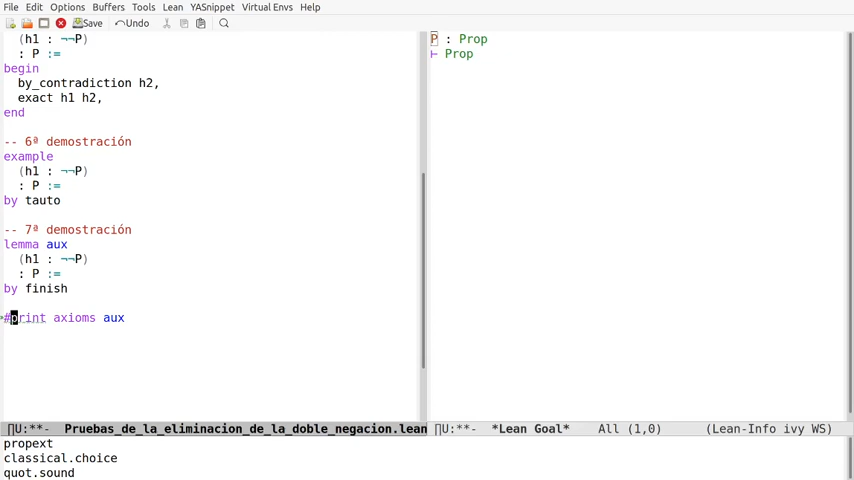 File Edit Options Buffers Tools Lean YASnippet Virtual Envs Help
Save Undo
(h1 : ¬¬P)
: P :=
begin
by_contradiction h2,
exact h1 h2,
end
-- 6ª demostración
example
(h1 : ¬¬P)
: P :=
by tauto
-- 7ª demostración
lemma aux
(h1 : ¬¬P)
: P :=
by finish
#print axioms aux
P : Prop
⊢ Prop
∏U:**- Pruebas_de_la_eliminacion_de_la_doble_negacion.lean
∏U:**- *Lean Goal* All (1,0) (Lean-Info ivy WS)
propext
classical.choice
quot.sound